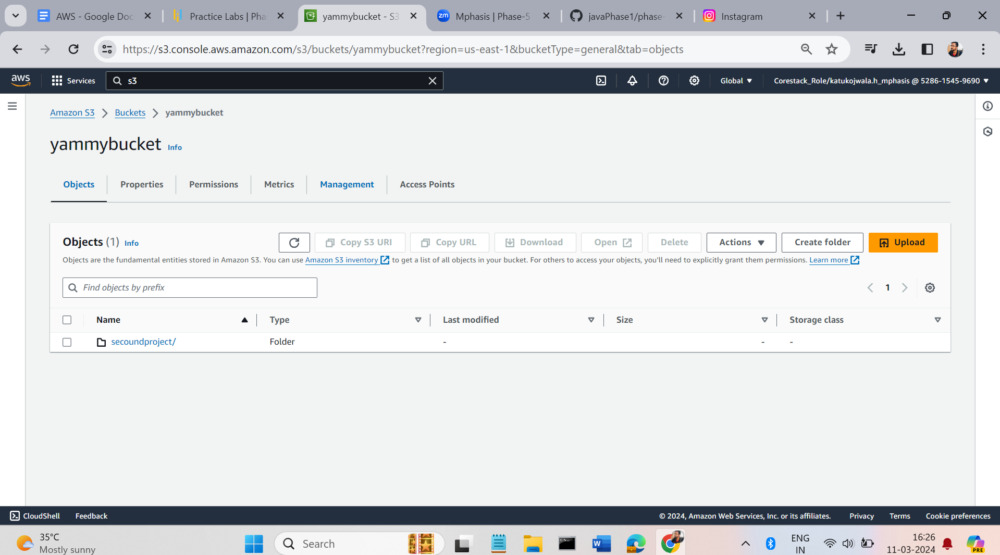 AWS - Google Doc
Practice Labs | Pha
yammybucket - S3
zm Mphasis | Phase-5
javaPhase1/phase-
Instagram
https://s3.console.aws.amazon.com/s3/buckets/yammybucket?region=us-east-1&bucketType=general&tab=objects
aws Services s3 Global Corestack_Role/katukojwala.h_mphasis @ 5286-1545-9690
Amazon S3 Buckets yammybucket
yammybucket Info
Objects Properties Permissions Metrics Management Access Points
Objects (1) Info Copy S3 URI Copy URL Download Open Delete Actions Create folder Upload
Objects are the fundamental entities stored in Amazon S3. You can use Amazon S3 inventory to get a list of all objects in your bucket. For others to access your objects, you'll need to explicitly grant them permissions. Learn more
Find objects by prefix 1
Name Type Last modified Size Storage class
secoundproject/ Folder - - -
CloudShell Feedback © 2024, Amazon Web Services, Inc. or its affiliates. Privacy Terms Cookie preferences
35°C
Mostly sunny
Search
W
ENG
IN
16:26
11-03-2024
PRE